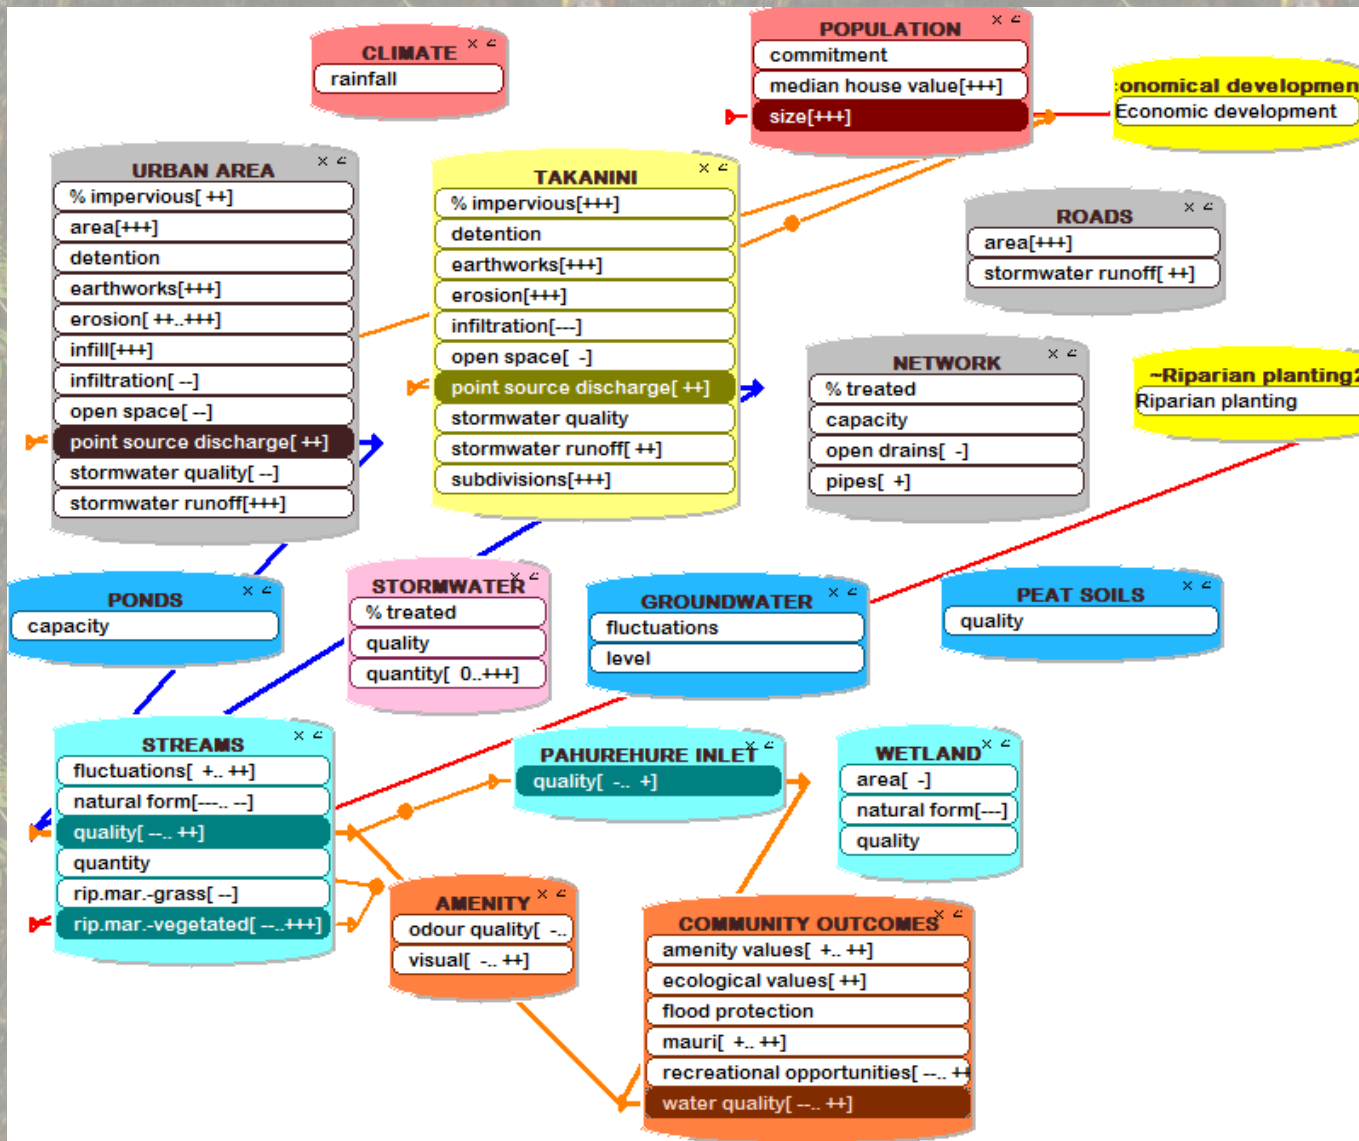 CLIMATE
rainfall
POPULATION
commitment
median house value[+++]
size[+++]
:onomical developmen
Economic development
URBAN AREA
% impervious[ ++]
area[+++]
detention
earthworks[+++]
erosion[ ++..+++]
infill[+++]
infiltration[ --]
open space[ --]
point source discharge[ ++]
stormwater quality[ --]
stormwater runoff[+++]
TAKANINI
% impervious[+++]
detention
earthworks[+++]
erosion[+++]
infiltration[---]
open space[ -]
point source discharge[ ++]
stormwater quality
stormwater runoff[ ++]
subdivisions[+++]
ROADS
area[+++]
stormwater runoff[ ++]
NETWORK
% treated
capacity
open drains[ -]
pipes[ +]
~Riparian planting2
Riparian planting
PONDS
capacity
STORMWATER
% treated
quality
quantity[ 0..+++]
GROUNDWATER
fluctuations
level
PEAT SOILS
quality
STREAMS
fluctuations[ +.. ++]
natural form[---.. --]
quality[ --.. ++]
quantity
rip.mar.-grass[ --]
rip.mar.-vegetated[ --..+++]
PAHUREHURE INLET
quality[ -.. +]
WETLAND
area[ -]
natural form[---]
quality
AMENITY
odour quality[ -..
visual[ -.. ++]
COMMUNITY OUTCOMES
amenity values[ +.. ++]
ecological values[ ++]
flood protection
mauri[ +.. ++]
recreational opportunities[ --.. ++
water quality[ --.. ++]